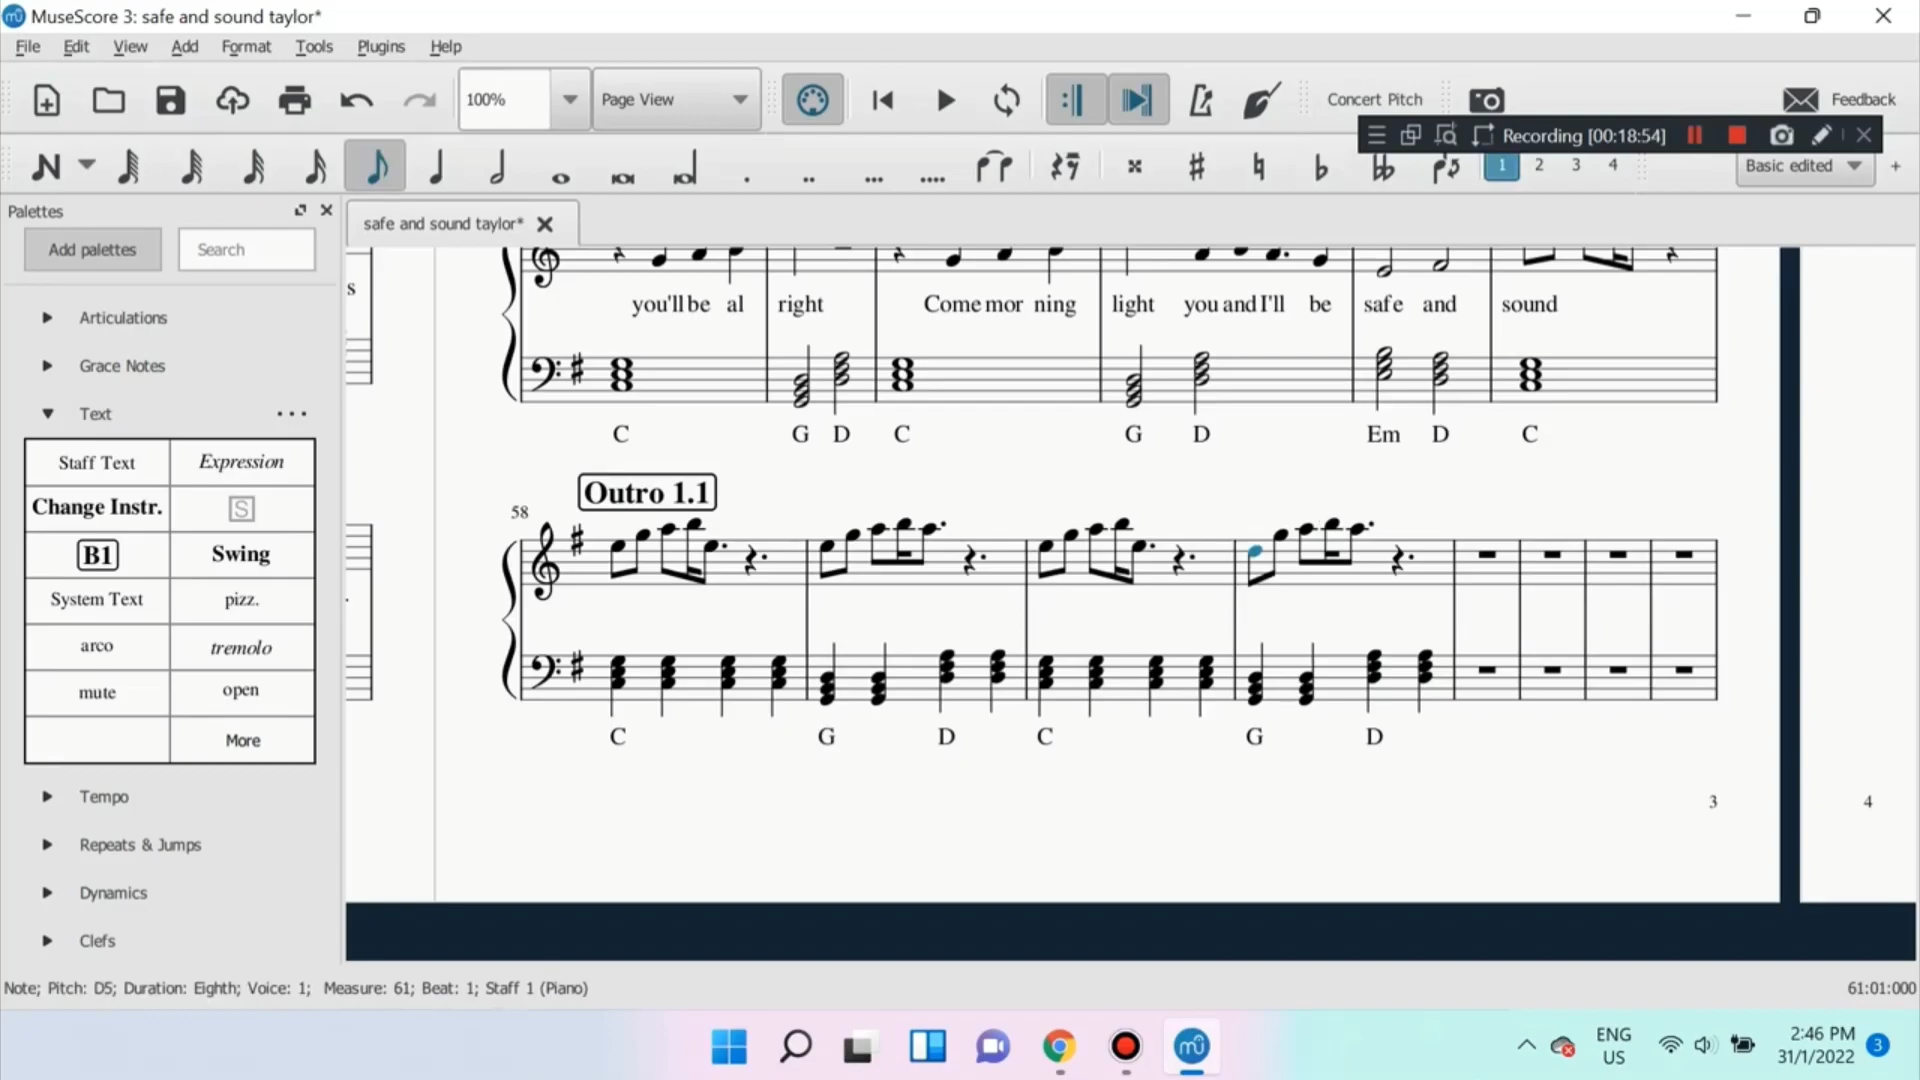 MuseScore 3: safe and sound taylor*
File Edit View Add Format Tools Plugins Help
100% Page View Concert Pitch Feedback
Recording [00:18:54]
1 2 3 4 Basic edited +
Palettes
safe and sound taylor*
Add palettes Search
Articulations
Grace Notes
Text ...
Staff Text Expression
Change Instr. S
B1 Swing
System Text pizz.
arco tremolo
mute open
More
Tempo
Repeats & Jumps
Dynamics
Clefs
s
you'll be al right Come mor ning light you and I'll be safe and sound
C G D C G D Em D C
Outro 1.1
58
C G D C G D
3 4
Note; Pitch: D5; Duration: Eighth; Voice: 1; Measure: 61; Beat: 1; Staff 1 (Piano) 61:01:000
ENG
US
2:46 PM
31/1/2022
3